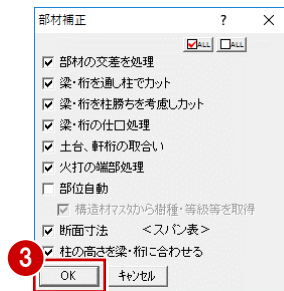 部材補正 ? ×
ALL ALL
部材の交差を処理
梁・桁を通し柱でカット
梁・桁を柱勝ちを考慮しカット
梁・桁の仕口処理
土台、軒桁の取合い
火打の端部処理
部位自動
構造材マスタから樹種・等級等を取得
断面寸法 <スパン表>
柱の高さを梁・桁に合わせる
3
OK キャンセル